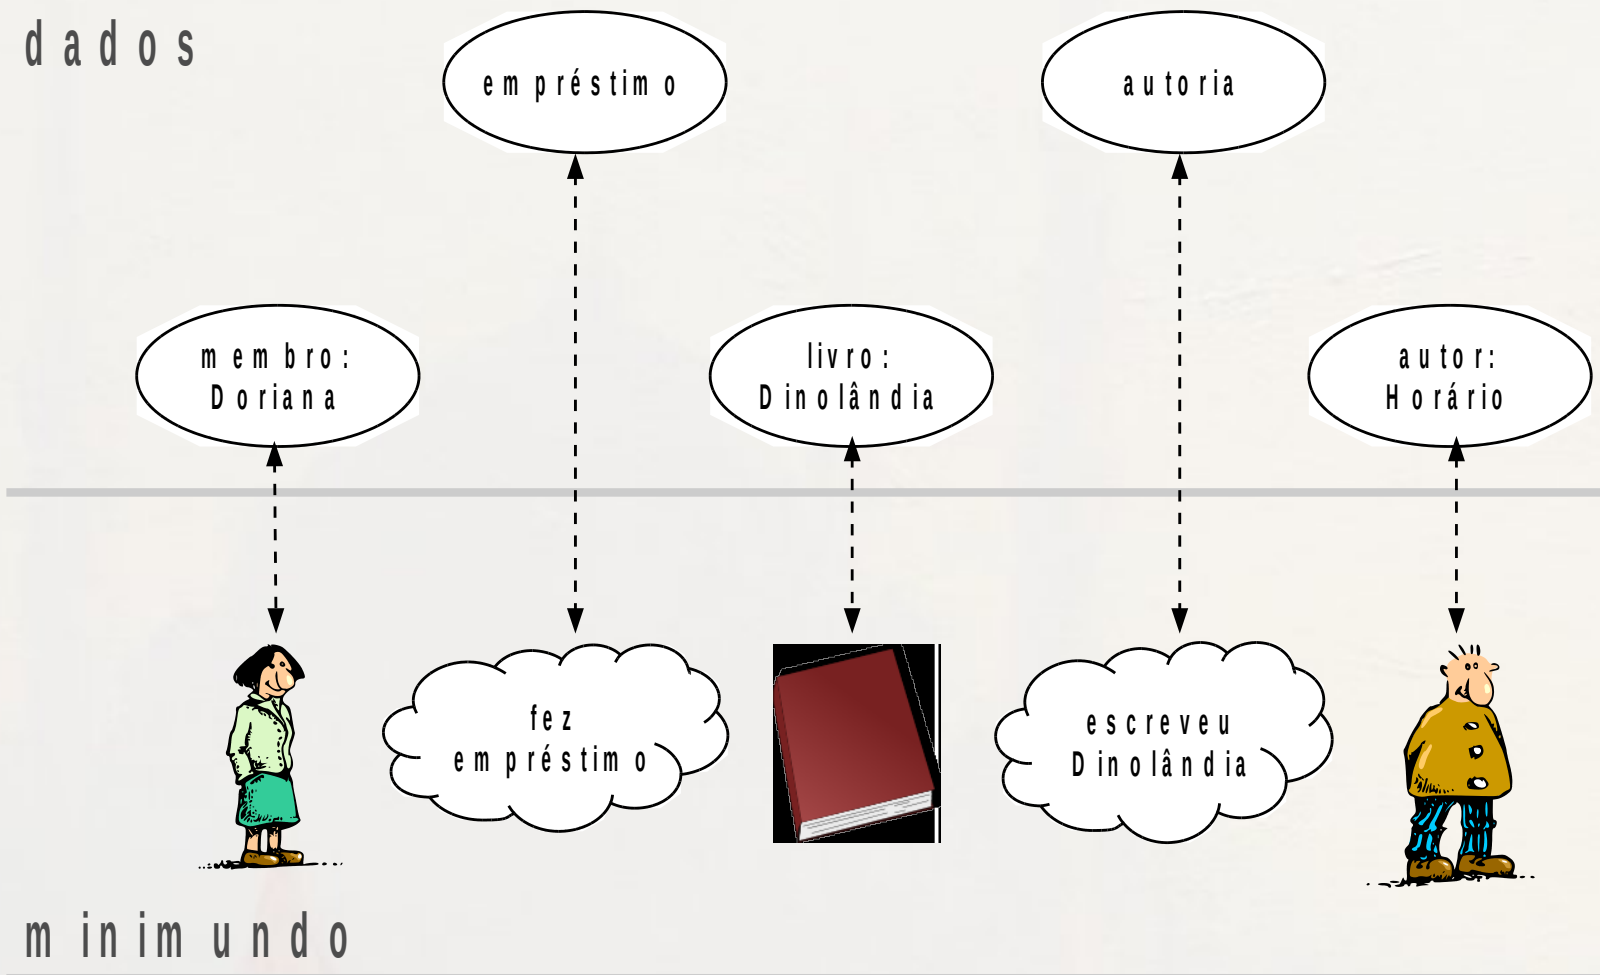 dados
empréstimo
autoria
membro:
Doriana
livro:
Dinolândia
autor:
Horário
fez
empréstimo
escreveu
Dinolândia
minimundo